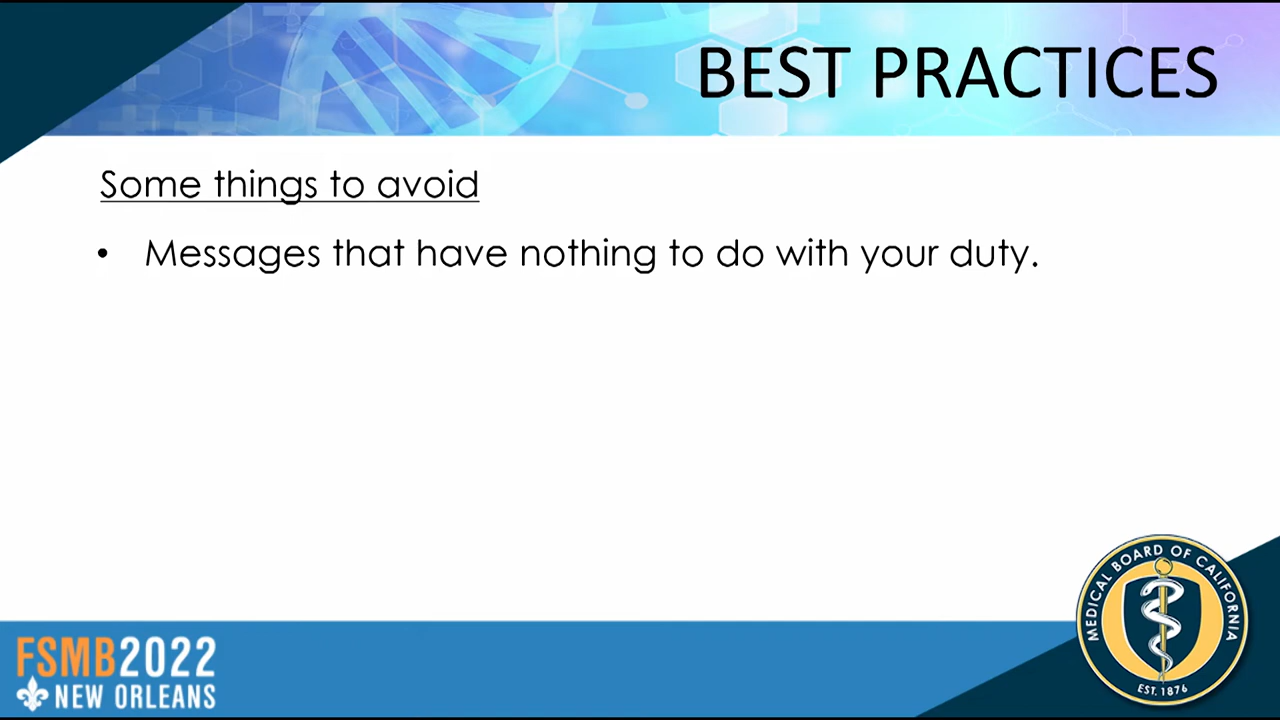 BEST PRACTICES
Some things to avoid
• Messages that have nothing to do with your duty.
MEDICAL BOARD OF CALIFORNIA
EST. 1876
FSMB2022
NEW ORLEANS